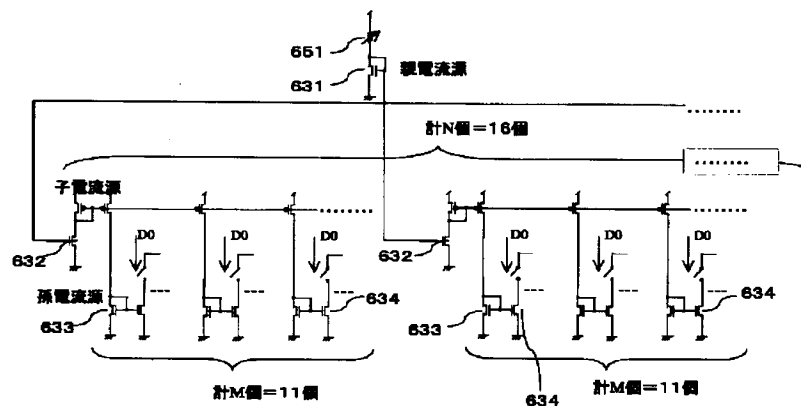 651
631
親電流源
........
計N個＝16個
........
子電流源
........
........
D0
D0
D0
D0
D0
D0
632
632
孫電流源
633
634
633
634
計M個＝11個
634
計M個＝11個